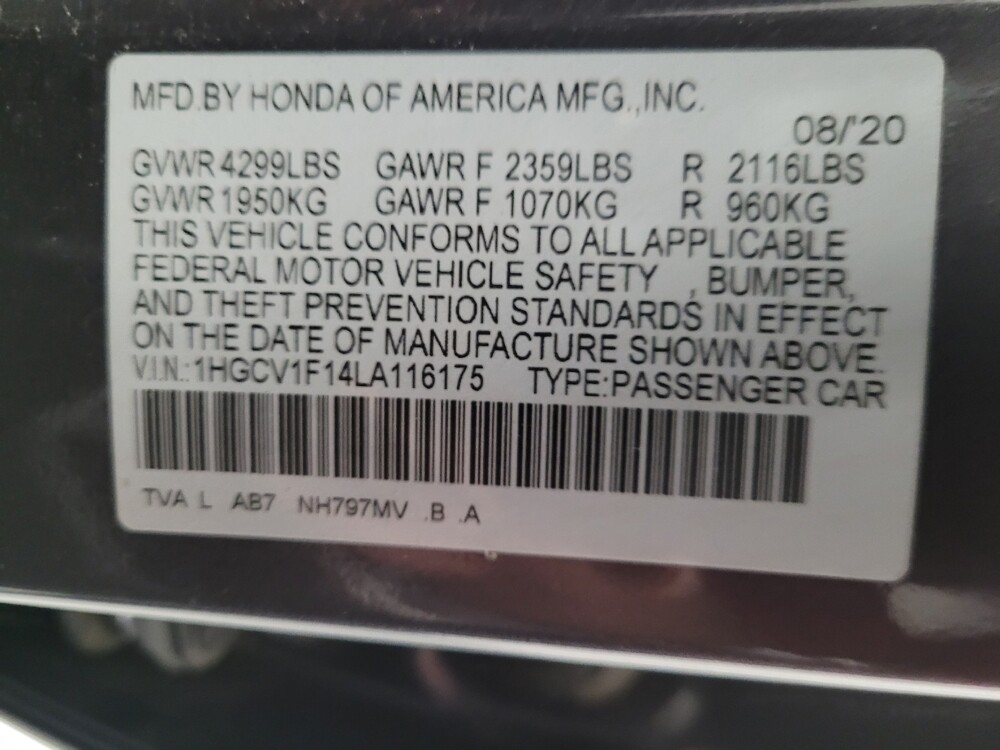 MFD.BY HONDA OF AMERICA MFG.,INC.
08/'20
GVWR 4299LBS GAWR F 2359LBS R 2116LBS
GVWR 1950KG GAWR F 1070KG R 960KG
THIS VEHICLE CONFORMS TO ALL APPLICABLE
FEDERAL MOTOR VEHICLE SAFETY , BUMPER,
AND THEFT PREVENTION STANDARDS IN EFFECT
ON THE DATE OF MANUFACTURE SHOWN ABOVE.
V.I.N.:1HGCV1F14LA116175 TYPE:PASSENGER CAR
TVA L AB7 NH797MV .B .A